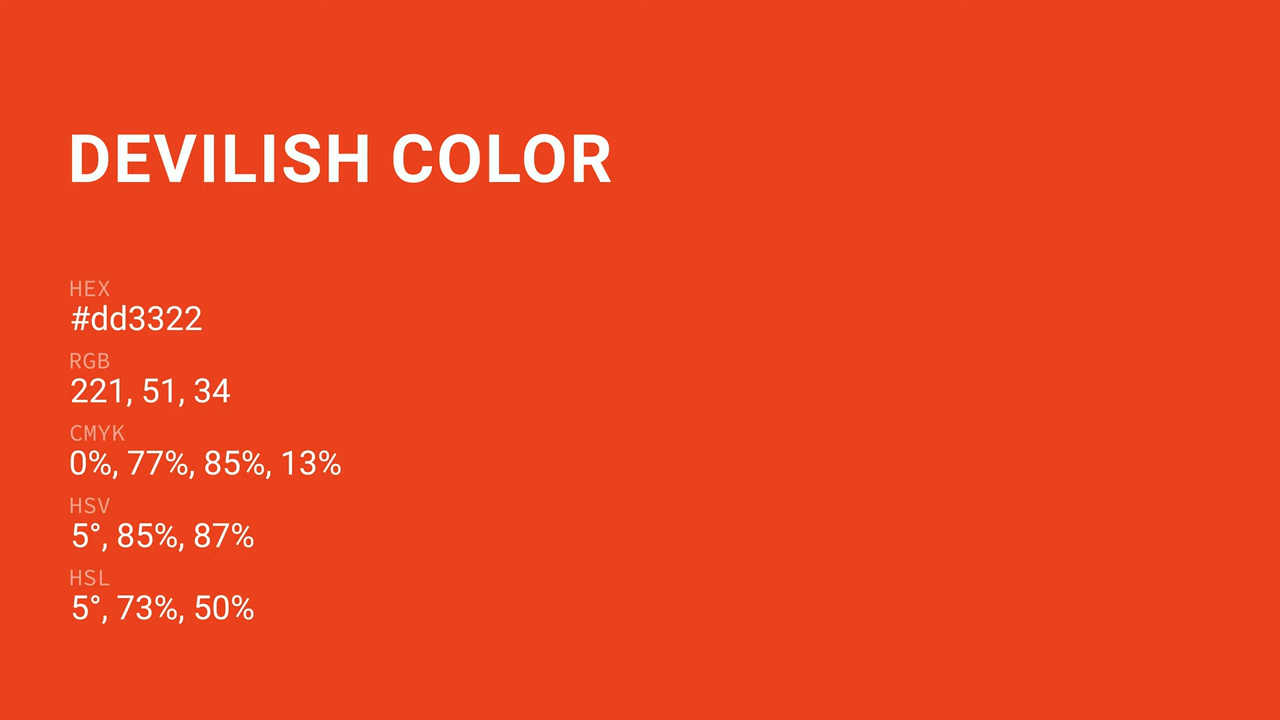 DEVILISH COLOR
HEX
#dd3322
RGB
221, 51, 34
CMYK
0%, 77%, 85%, 13%
HSV
5°, 85%, 87%
HSL
5°, 73%, 50%